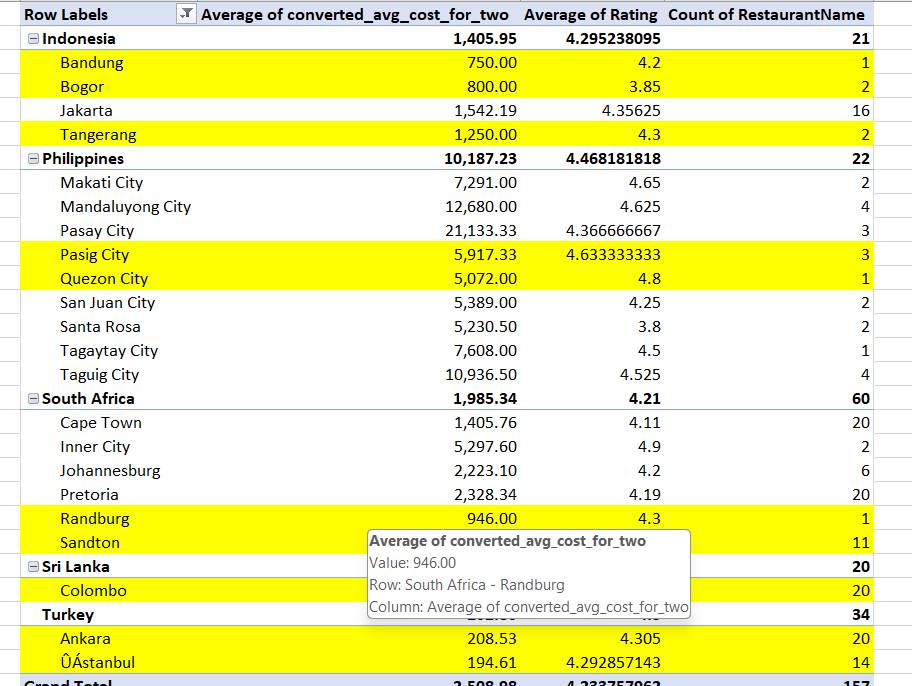 Row Labels Average of converted_avg_cost_for_two Average of Rating Count of RestaurantName
Indonesia 1,405.95 4.295238095 21
Bandung 750.00 4.2 1
Bogor 800.00 3.85 2
Jakarta 1,542.19 4.35625 16
Tangerang 1,250.00 4.3 2
Philippines 10,187.23 4.468181818 22
Makati City 7,291.00 4.65 2
Mandaluyong City 12,680.00 4.625 4
Pasay City 21,133.33 4.366666667 3
Pasig City 5,917.33 4.633333333 3
Quezon City 5,072.00 4.8 1
San Juan City 5,389.00 4.25 2
Santa Rosa 5,230.50 3.8 2
Tagaytay City 7,608.00 4.5 1
Taguig City 10,936.50 4.525 4
South Africa 1,985.34 4.21 60
Cape Town 1,405.76 4.11 20
Inner City 5,297.60 4.9 2
Johannesburg 2,223.10 4.2 6
Pretoria 2,328.34 4.19 20
Randburg 946.00 4.3 1
Sandton 11
Average of converted_avg_cost_for_two
Value: 946.00
Row: South Africa - Randburg
Column: Average of converted_avg_cost_for_two
Sri Lanka 20
Colombo 20
Turkey 34
Ankara 208.53 4.305 20
ÛÁstanbul 194.61 4.292857143 14
Grand Total 2,508.98 4.233757962 157